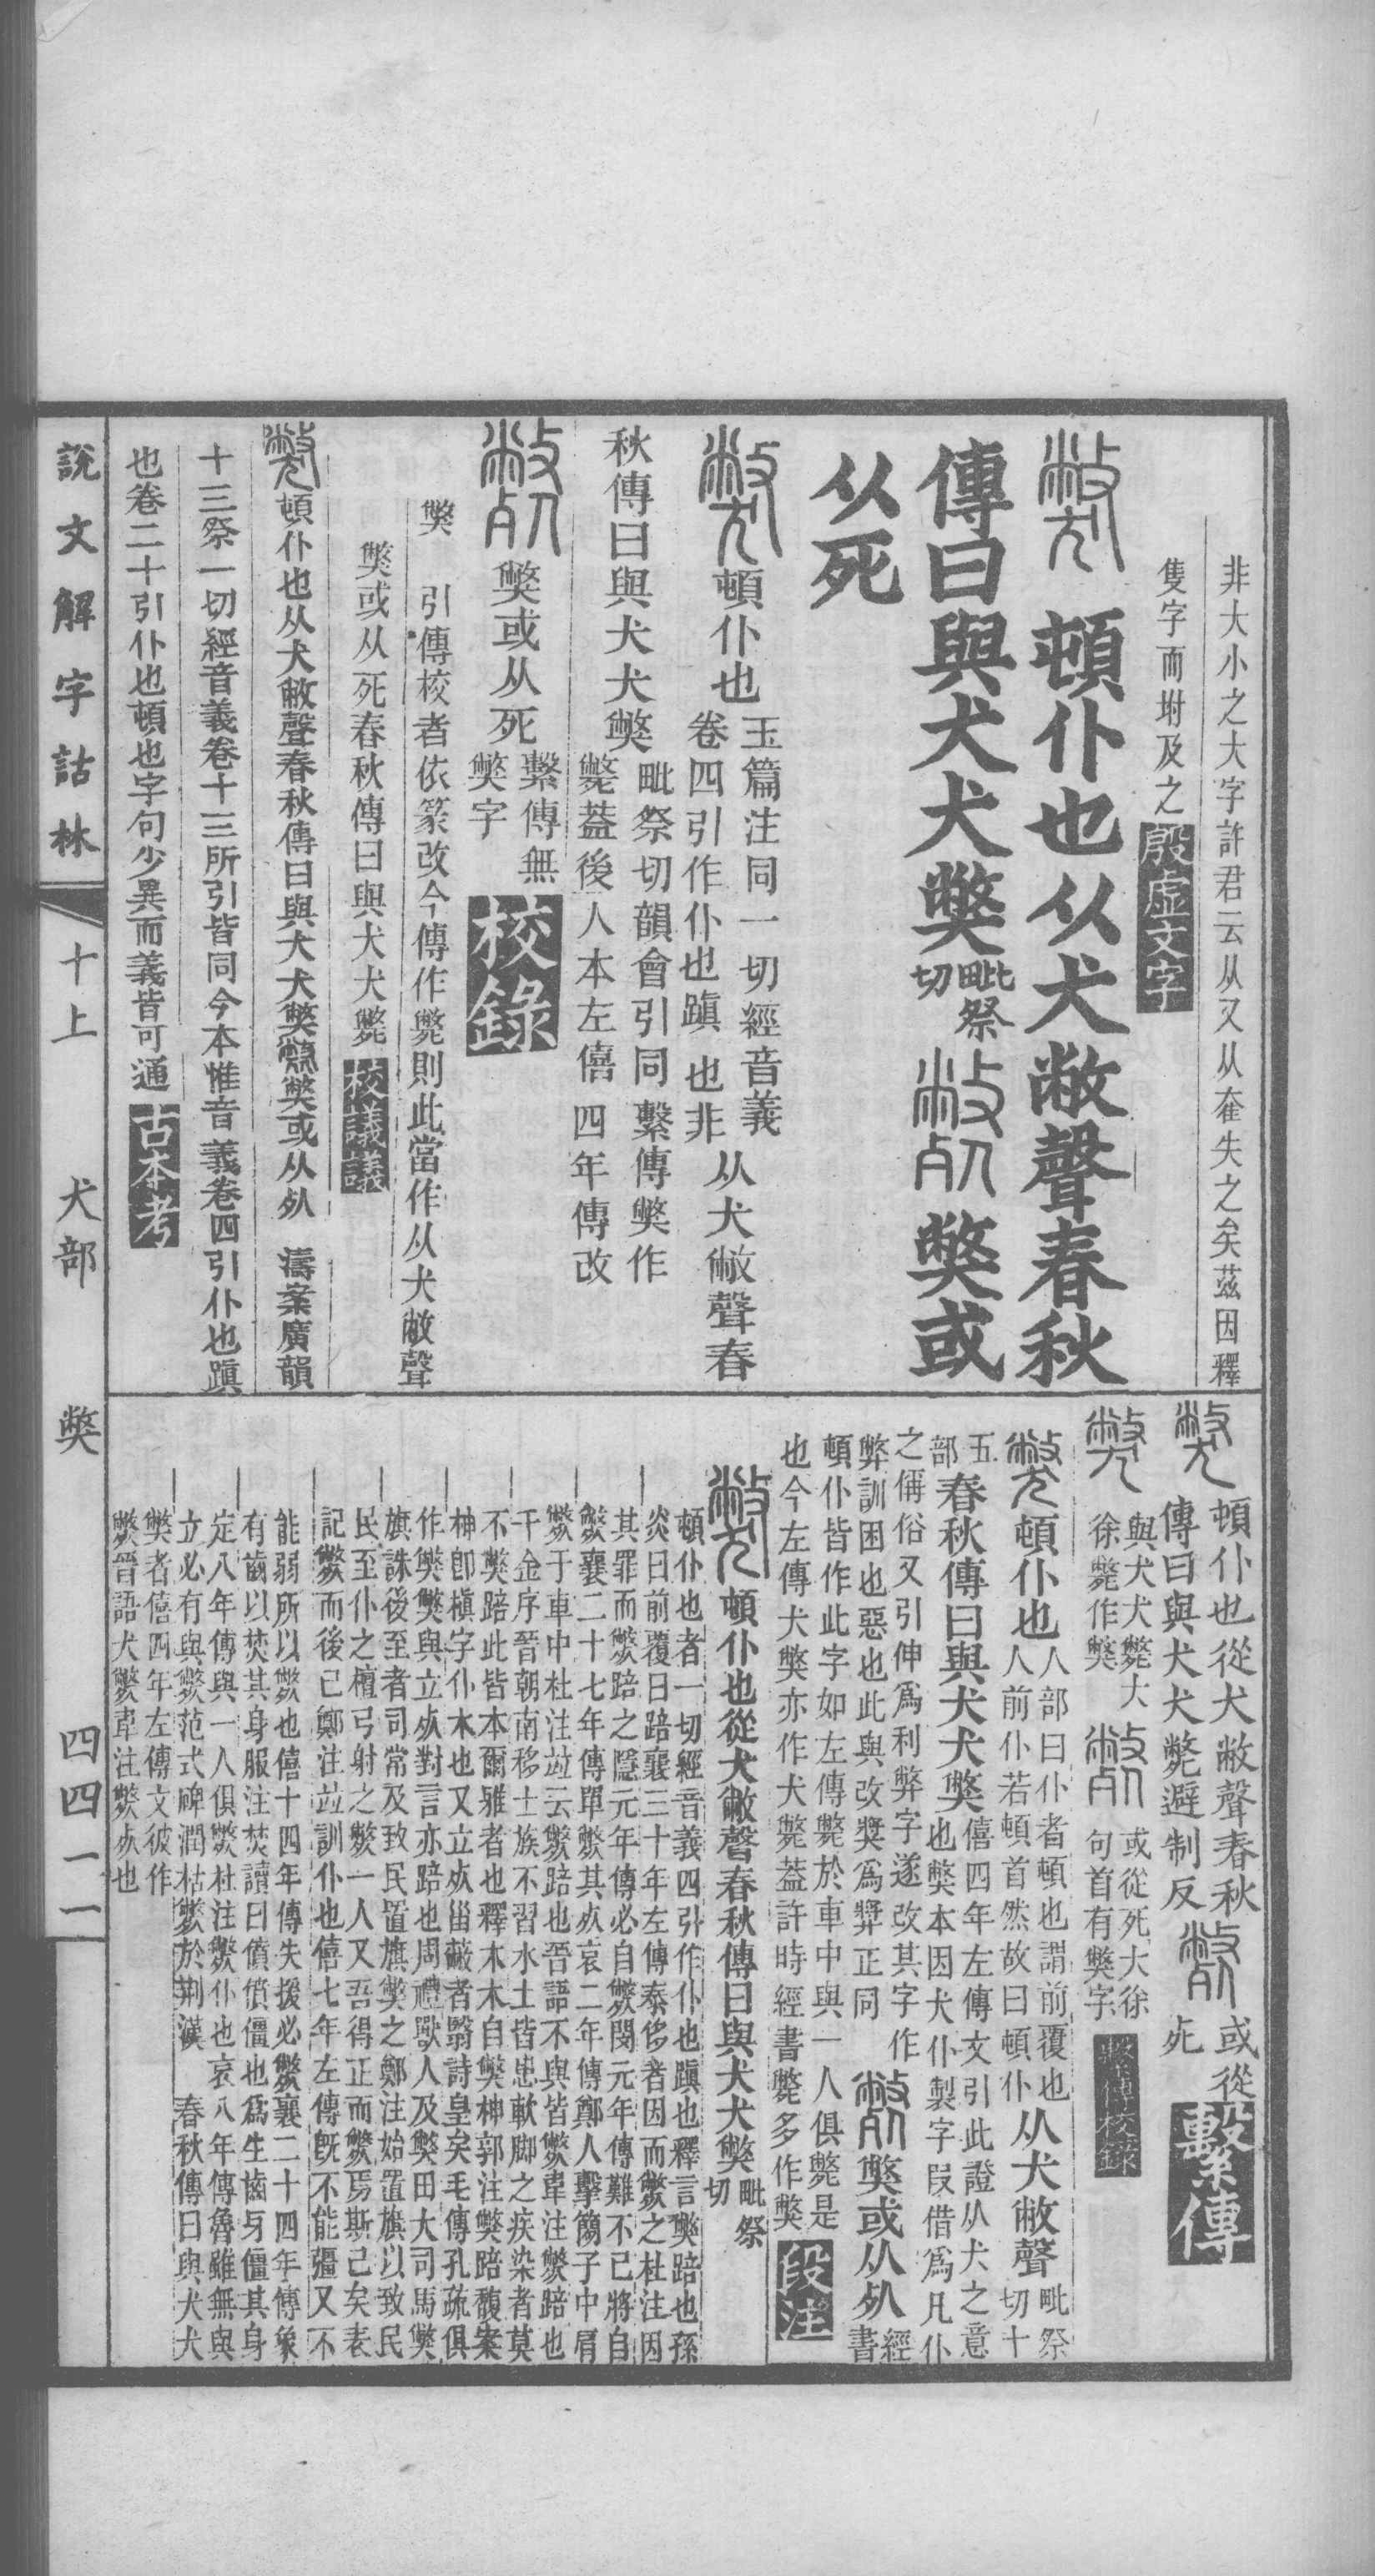 非大小之大字許君云从又从奞失之矣茲因釋
隻字而坿及之殷虛文字
頓仆也从犬敝聲春秋
傳曰與犬犬獘毗祭切獘或
从死
頓仆也玉篇注同一切經音義卷四引作仆也蹎也非从犬敝聲春
秋傳曰與犬犬獘毗祭切韻會引同繫傳獘作斃葢後人本左僖四年傳改
獘或从死繫傳無獘字校錄
獘 引傳校者依篆改今傳作斃則此當作从犬敝聲
獘或从死春秋傳曰與犬犬斃校議議
頓仆也从犬敝聲春秋傳曰與犬犬獘斃獘或从𣦸 濤案廣韻
十三祭一切經音義卷十三所引皆同今本惟音義卷四引仆也蹎
也卷二十引仆也頓也字句少異而義皆可通古本考
頓仆也從犬敝聲春秋傳曰與犬犬斃避制反或從死繫傳
與犬犬斃大徐斃作獘
或從死大徐句首有獘字繫傳校錄
頓仆也人部曰仆者頓也謂前覆也人前仆若頓首然故曰頓仆从犬敝聲毗祭切十
五部春秋傳曰與犬犬獘僖四年左傳文引此證从犬之意也獘本因犬仆製字叚借爲凡仆
之偁俗又引伸爲利弊字遂改其字作弊訓困也惡也此與改獎爲奬正同獘或从𣦸經書
頓仆皆作此字如左傳斃於車中與一人俱斃是也今左傳犬獘亦作犬斃葢許時經書斃多作獘段注
頓仆也從犬敝聲春秋傳曰與犬犬獘毗祭切
頓仆也者一切經音義四引作仆也蹎也釋言獘踣也孫
炎曰前覆曰踣襄三十年左傳泰侈者因而斃之杜注因
其罪而斃踣之隱元年傳必自斃閔元年傳難不已將自
斃襄二十七年傳單斃其死哀二年傳鄭人擊簡子中肩
斃于車中杜注竝云斃踣也晉語不與皆斃韋注斃踣也
千金序晉朝南移士族不習水土皆患軟脚之疾染者莫
不獘踣此皆本爾雅者也釋木木自獘柛郭注獘踣馥案
柛卽槇字仆木也又立死甾蔽者翳詩皇矣毛傳孔疏俱
作獘獘與立死對言亦踣也周禮獸人及獘田大司馬獘
旗誅後至者司常及致民置旗獘之鄭注始置旗以致民
民至仆之檀弓射之斃一人又吾得正而斃焉斯已矣表
記斃而後已鄭注竝訓仆也僖七年左傳旣不能彊又不
能弱所以斃也僖十四年傳失援必斃襄二十四年傳象
有齒以焚其身服注焚讀曰僨僨僵也爲生齒身僵其身
定八年傳與一人俱斃杜注斃仆也哀八年傳魯雖無與
立必有與斃范式碑潤枯斃於荆漢 春秋傳曰與犬犬
獘者僖四年左傳文彼作
斃晉語犬斃韋注斃死也
說文解字詁林 十上 犬部 獘 四四一一